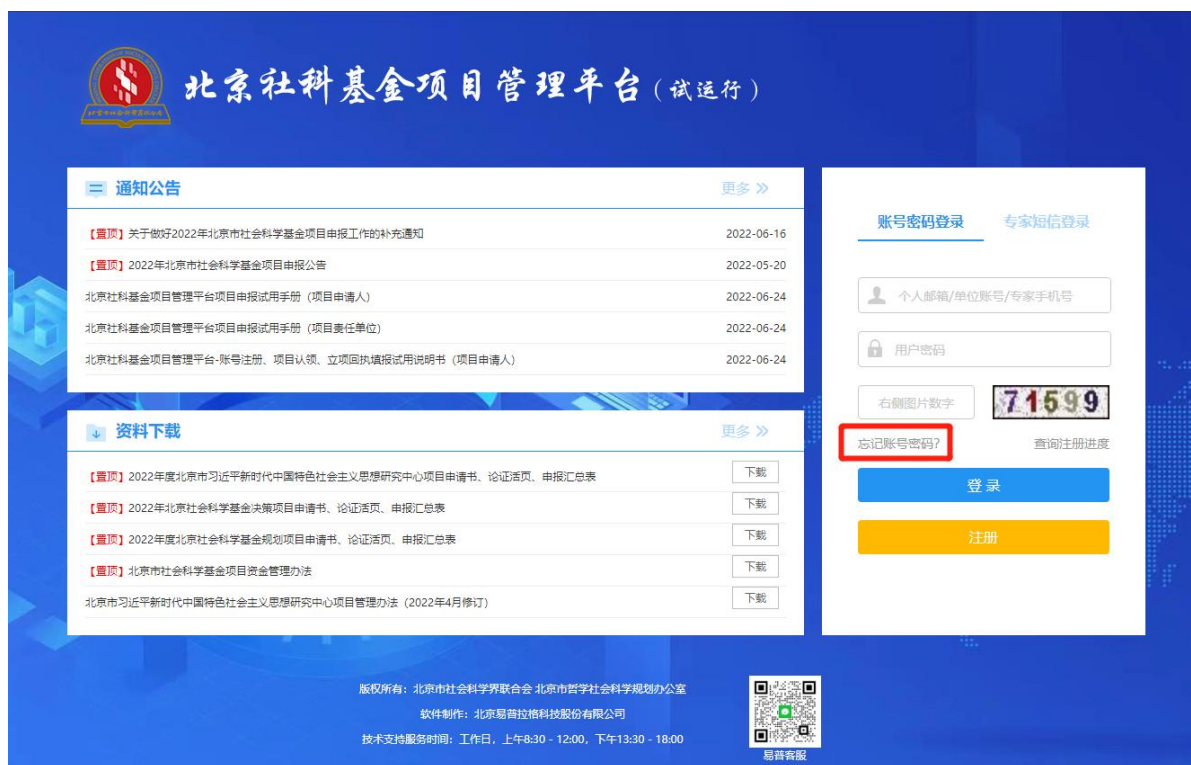 北京社科基金项目管理平台（试运行）
通知公告
更多
【置顶】关于做好2022年北京市社会科学基金项目申报工作的补充通知 2022-06-16
【置顶】2022年北京市社会科学基金项目申报公告 2022-05-20
北京社科基金项目管理平台项目申报试用手册（项目申请人） 2022-06-24
北京社科基金项目管理平台项目申报试用手册（项目责任单位） 2022-06-24
北京社科基金项目管理平台-账号注册、项目认领、立项回执填报试用说明书（项目申请人） 2022-06-24
资料下载
更多
【置顶】2022年度北京市习近平新时代中国特色社会主义思想研究中心项目申请书、论证活页、申报汇总表 下载
【置顶】2022年北京社会科学基金决策项目申请书、论证活页、申报汇总表 下载
【置顶】2022年度北京社会科学基金规划项目申请书、论证活页、申报汇总表 下载
【置顶】北京市社会科学基金项目资金管理办法 下载
北京市习近平新时代中国特色社会主义思想研究中心项目管理办法（2022年4月修订） 下载
账号密码登录 专家短信登录
个人邮箱/单位账号/专家手机号
用户密码
右侧图片数字 71599
忘记账号密码? 查询注册进度
登 录
注册
版权所有：北京市社会科学界联合会 北京市哲学社会科学规划办公室
软件制作：北京易普拉格科技股份有限公司
技术支持服务时间：工作日，上午8:30 - 12:00，下午13:30 - 18:00
易普客服